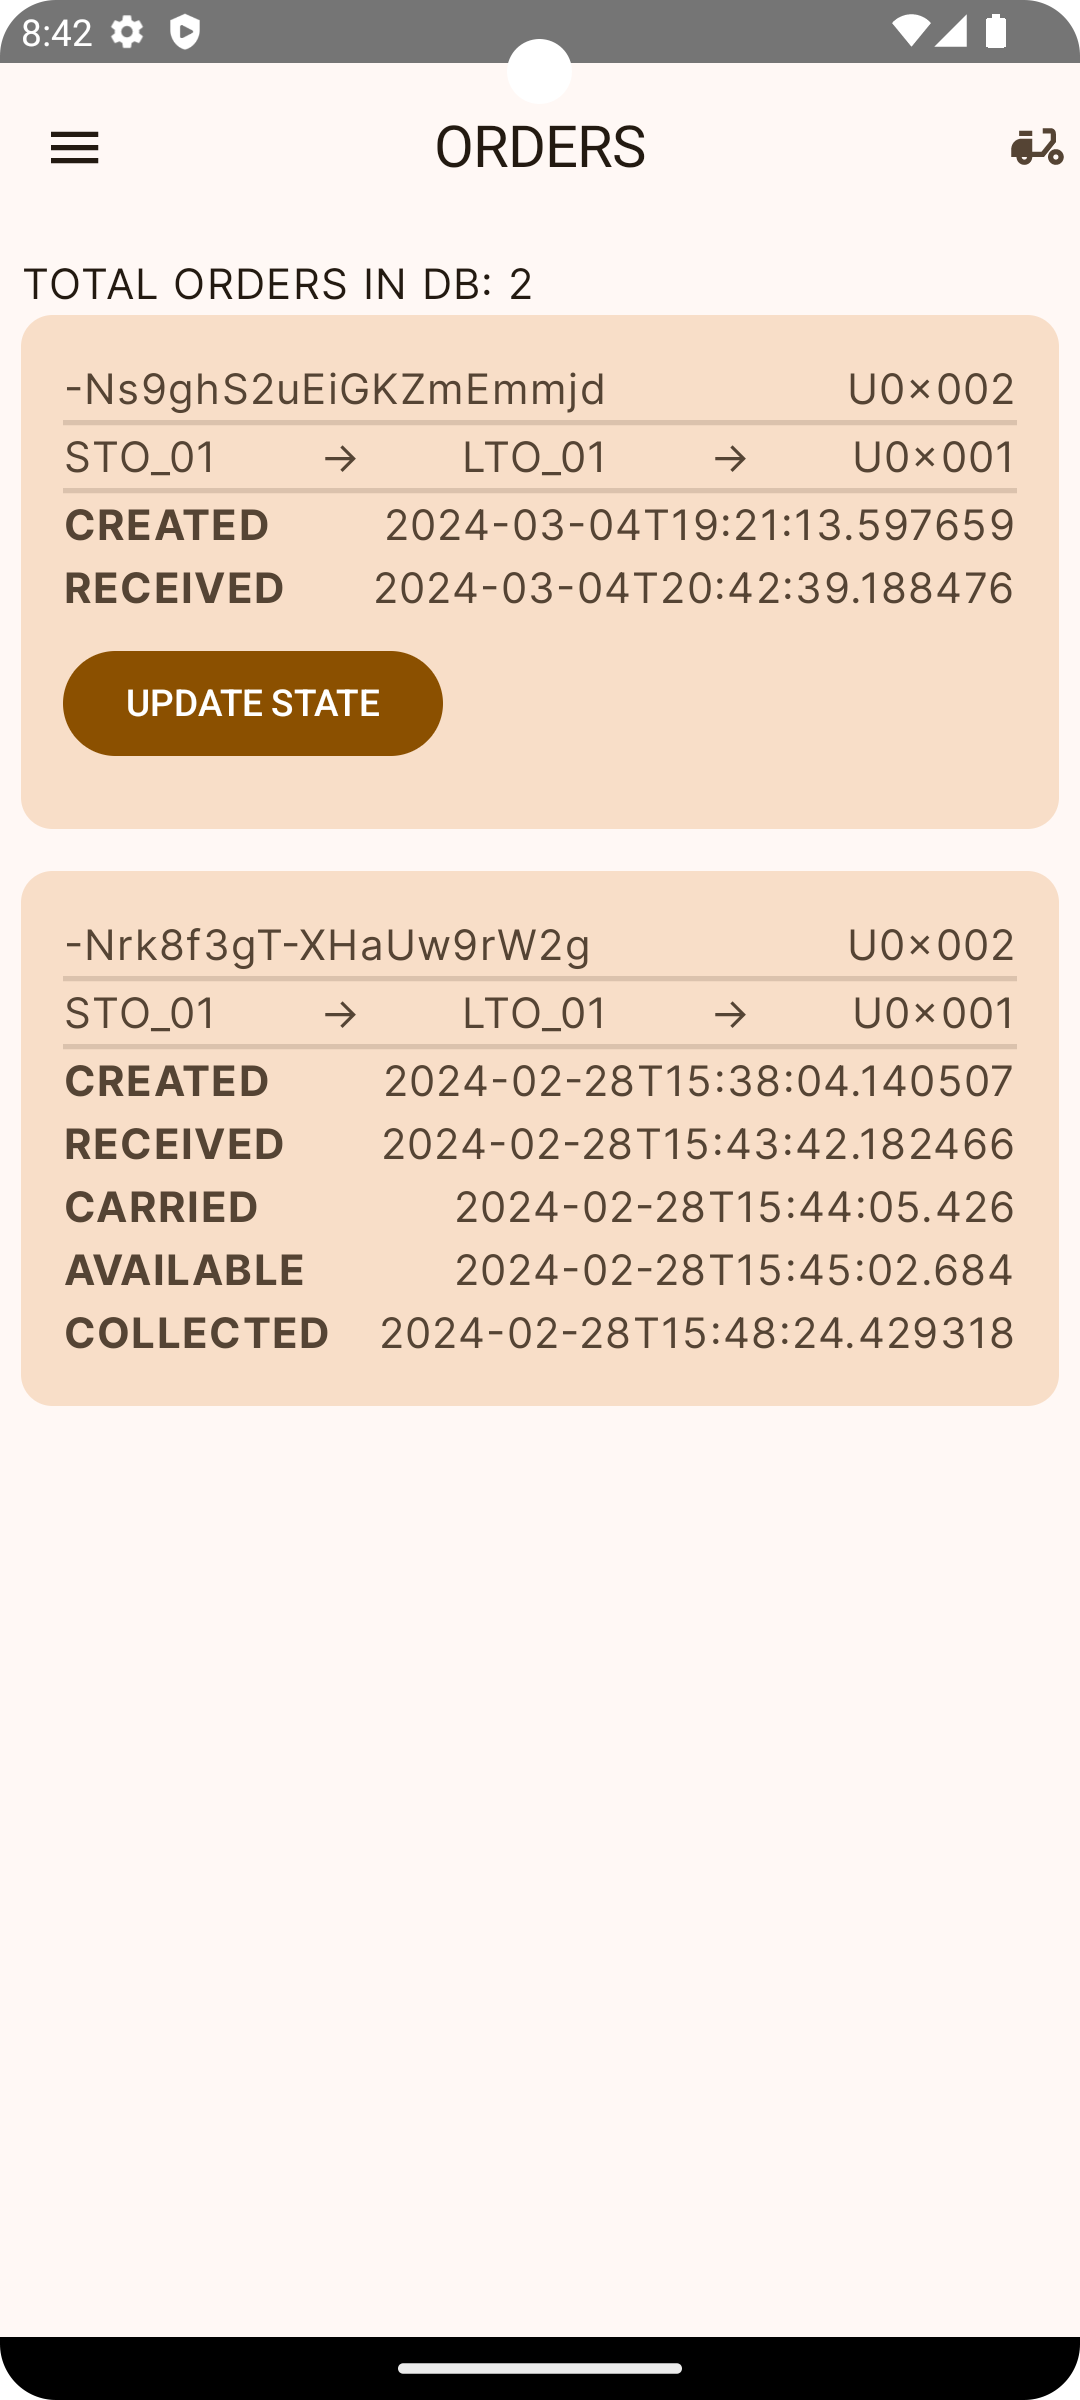 8:42
ORDERS
TOTAL ORDERS IN DB: 2
-Ns9ghS2uEiGKZmEmmjd U0×002
STO_01 → LTO_01 → U0×001
CREATED 2024-03-04T19:21:13.597659
RECEIVED 2024-03-04T20:42:39.188476
UPDATE STATE
-Nrk8f3gT-XHaUw9rW2g U0×002
STO_01 → LTO_01 → U0×001
CREATED 2024-02-28T15:38:04.140507
RECEIVED 2024-02-28T15:43:42.182466
CARRIED 2024-02-28T15:44:05.426
AVAILABLE 2024-02-28T15:45:02.684
COLLECTED 2024-02-28T15:48:24.429318